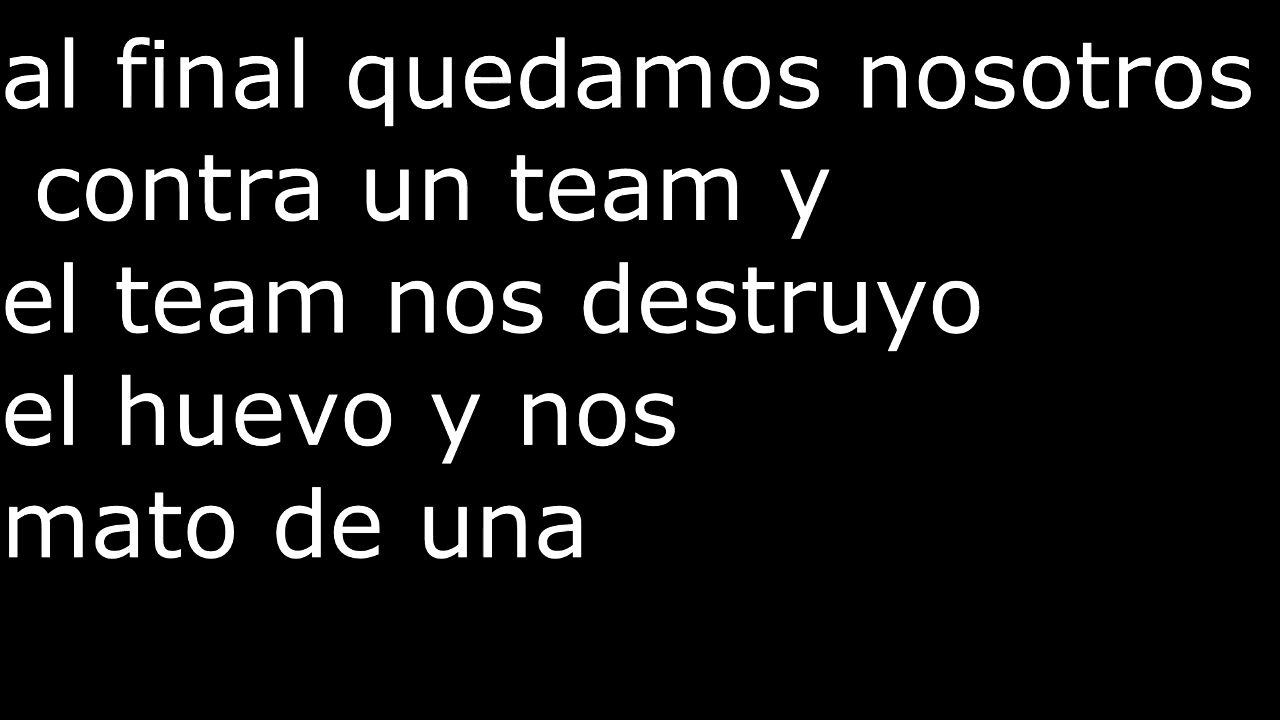 al final quedamos nosotros
contra un team y
el team nos destruyo
el huevo y nos
mato de una